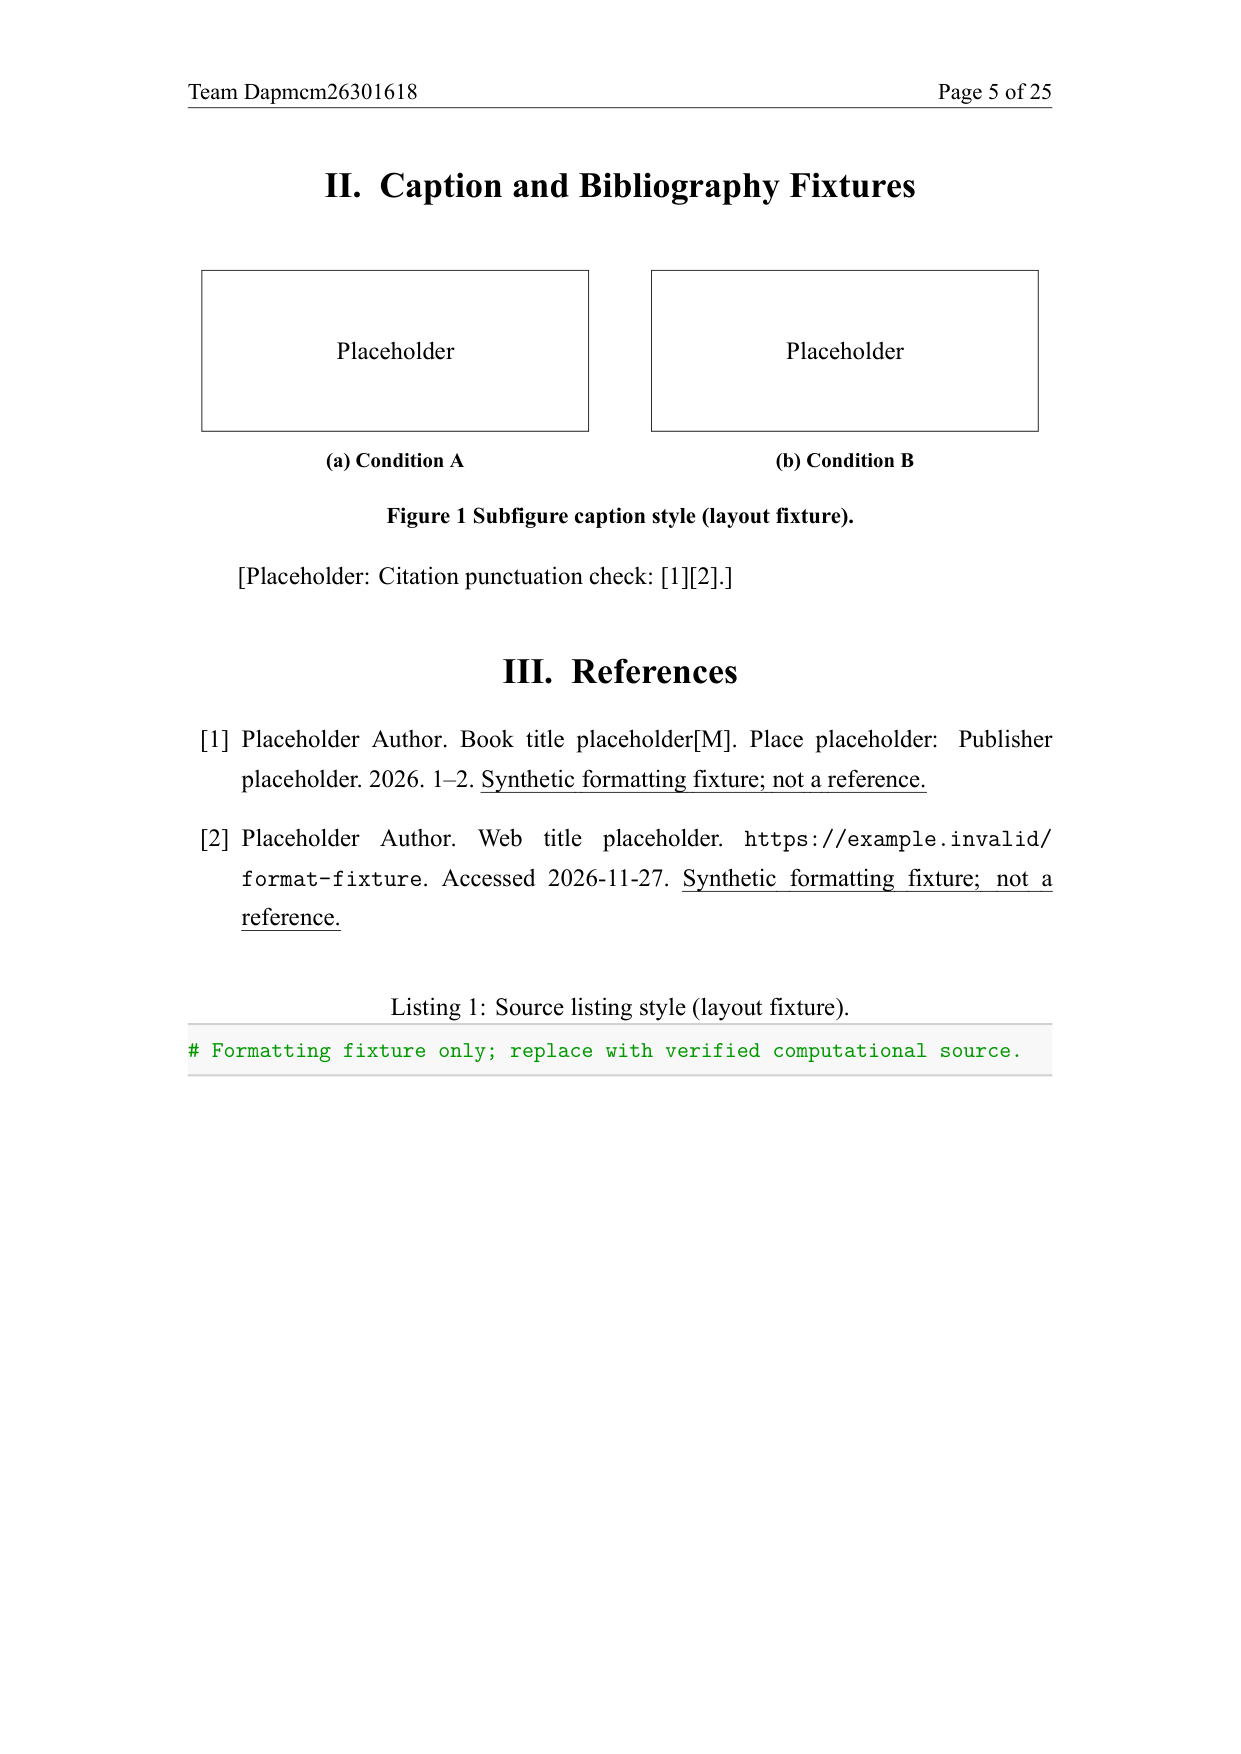 Team Dapmcm26301618 Page 5 of 25
II. Caption and Bibliography Fixtures
Placeholder Placeholder
(a) Condition A (b) Condition B
Figure 1 Subfigure caption style (layout fixture).
[Placeholder: Citation punctuation check: [1][2].]
III. References
[1] Placeholder Author. Book title placeholder[M]. Place placeholder: Publisher
placeholder. 2026. 1–2. Synthetic formatting fixture; not a reference.
[2] Placeholder Author. Web title placeholder. https://example.invalid/
format-fixture. Accessed 2026-11-27. Synthetic formatting fixture; not a
reference.
Listing 1: Source listing style (layout fixture).
# Formatting fixture only; replace with verified computational source.